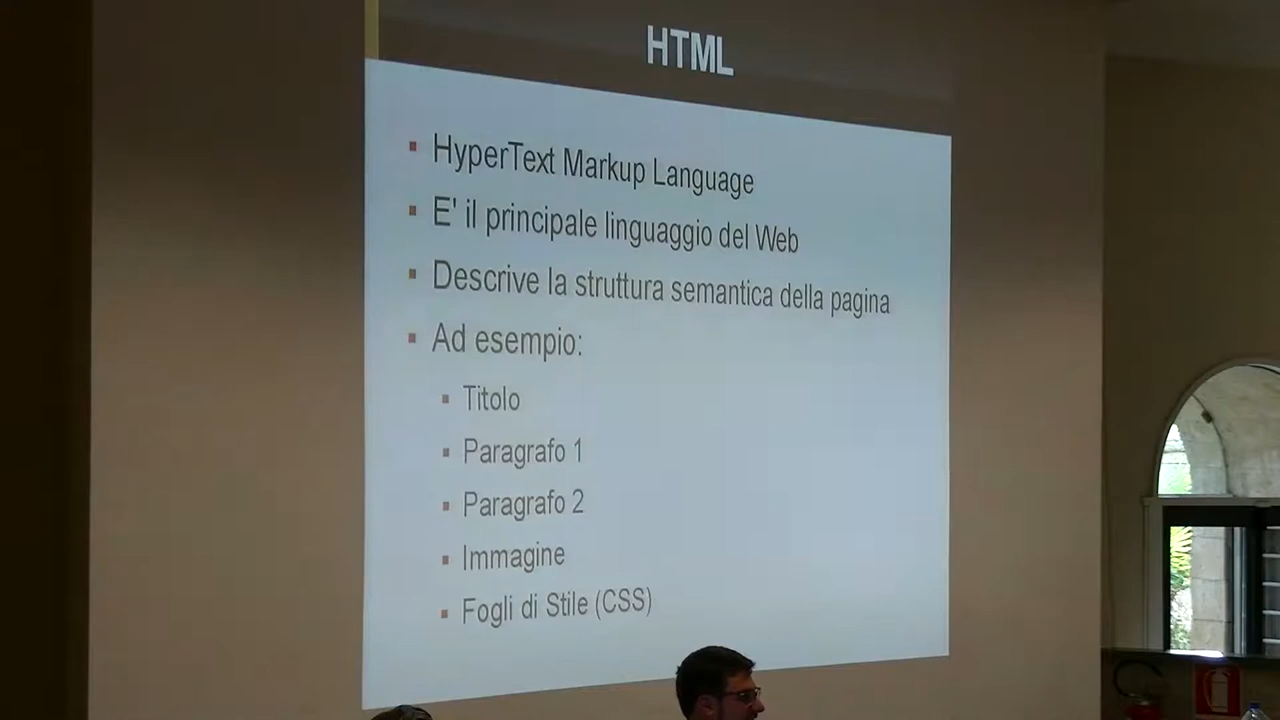 HTML
HyperText Markup Language
E' il principale linguaggio del Web
Descrive la struttura semantica della pagina
Ad esempio:
Titolo
Paragrafo 1
Paragrafo 2
Immagine
Fogli di Stile (CSS)